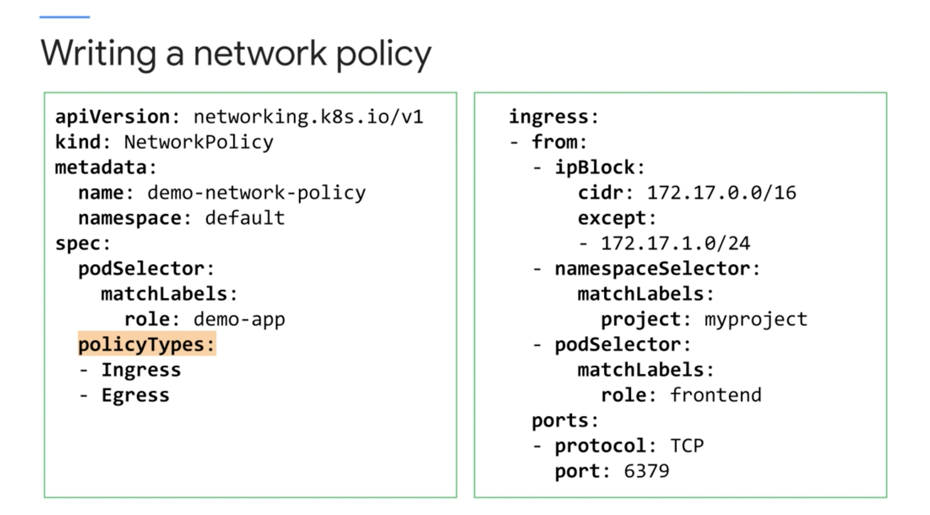 Writing a network policy
apiVersion: networking.k8s.io/v1
kind: NetworkPolicy
metadata:
  name: demo-network-policy
  namespace: default
spec:
  podSelector:
    matchLabels:
      role: demo-app
  policyTypes:
  - Ingress
  - Egress
ingress:
- from:
  - ipBlock:
      cidr: 172.17.0.0/16
      except:
      - 172.17.1.0/24
  - namespaceSelector:
      matchLabels:
        project: myproject
  - podSelector:
      matchLabels:
        role: frontend
  ports:
  - protocol: TCP
    port: 6379